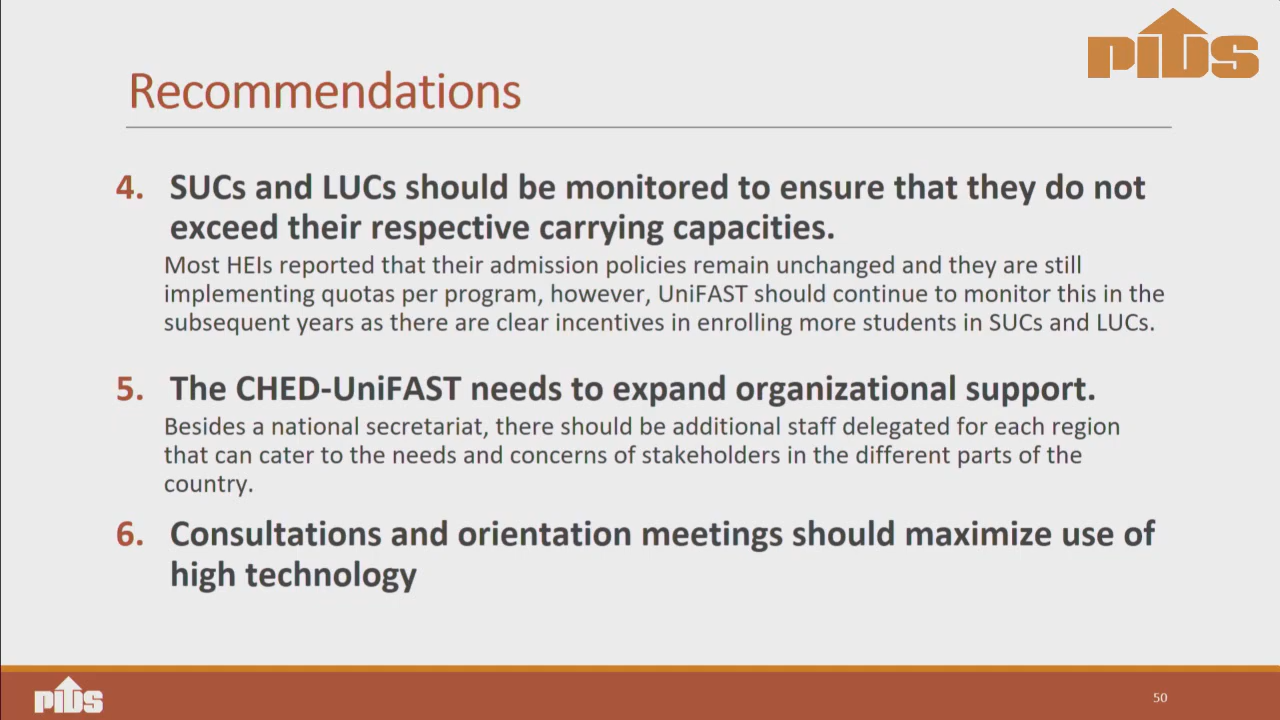 PIDS
Recommendations
4. SUCs and LUCs should be monitored to ensure that they do not
exceed their respective carrying capacities.
Most HEIs reported that their admission policies remain unchanged and they are still
implementing quotas per program, however, UniFAST should continue to monitor this in the
subsequent years as there are clear incentives in enrolling more students in SUCs and LUCs.
5. The CHED-UniFAST needs to expand organizational support.
Besides a national secretariat, there should be additional staff delegated for each region
that can cater to the needs and concerns of stakeholders in the different parts of the
country.
6. Consultations and orientation meetings should maximize use of
high technology
PIDS
50